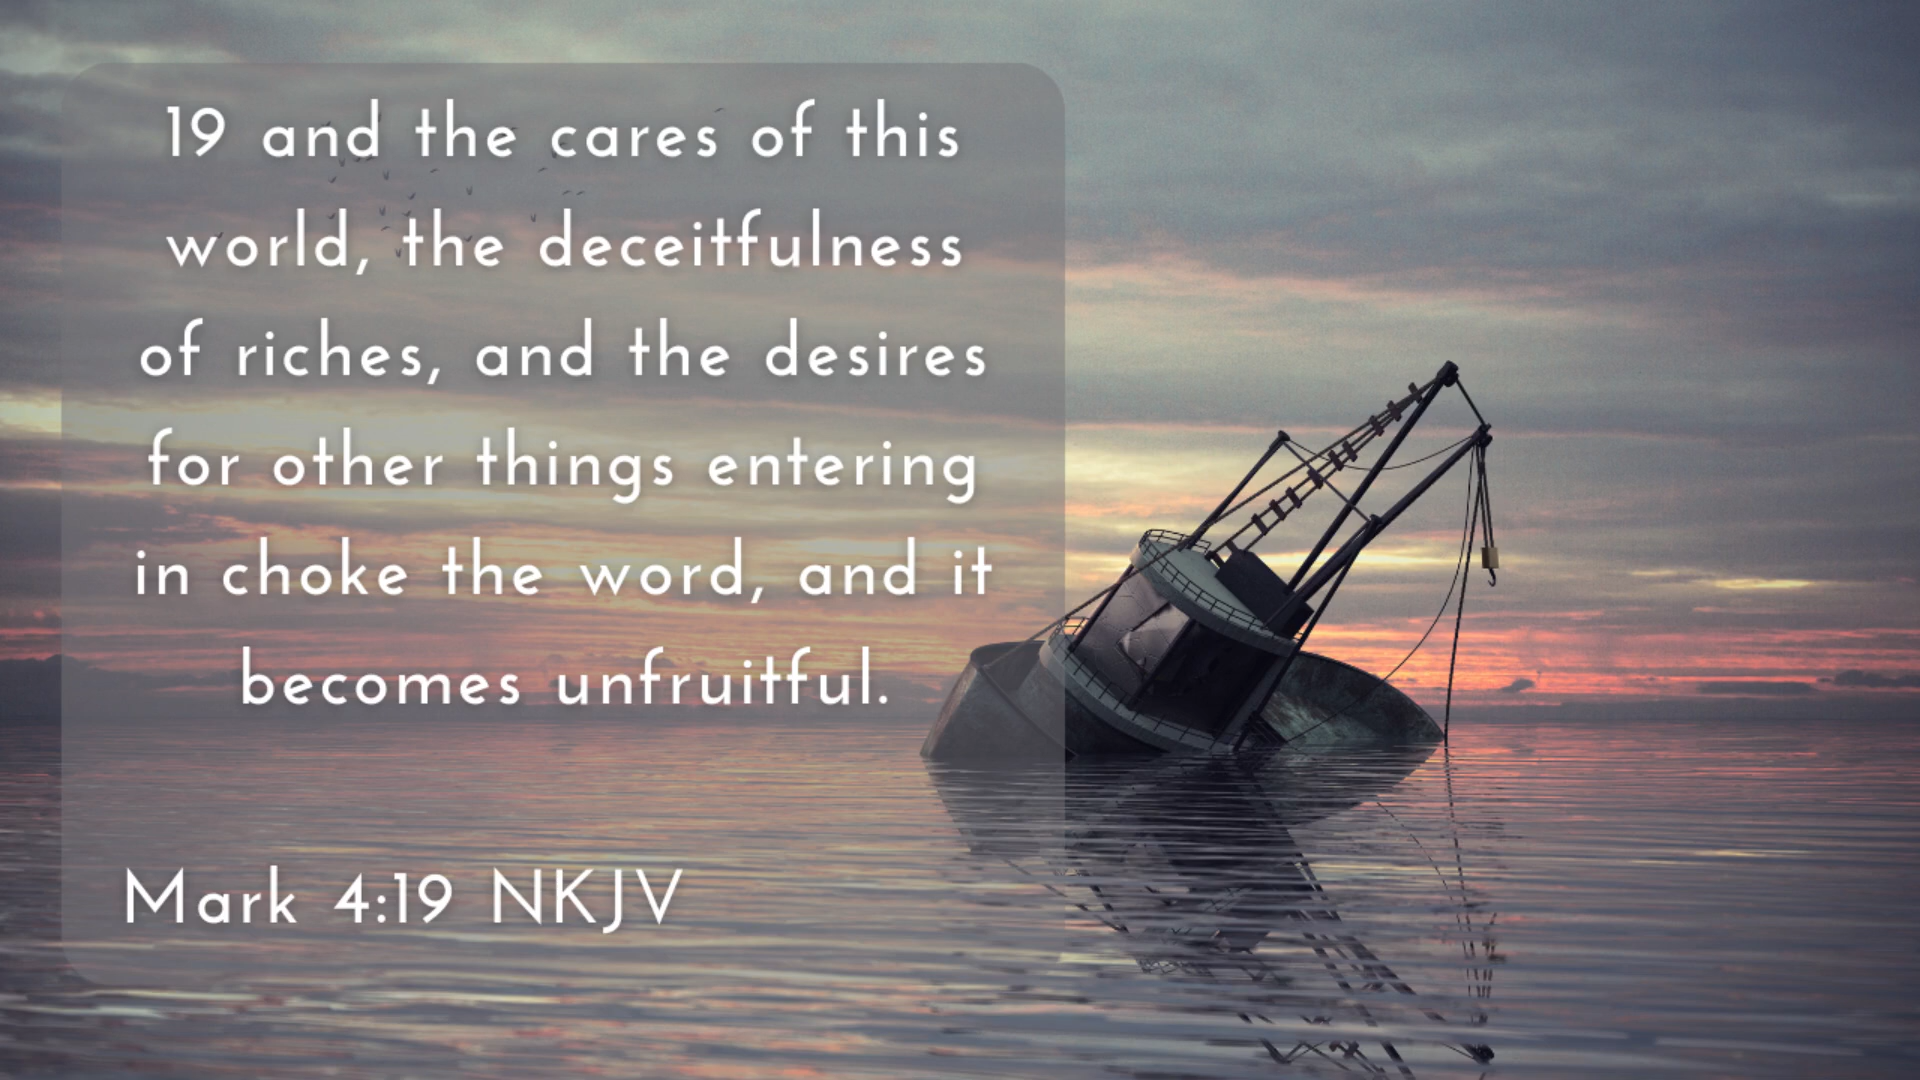 19 and the cares of this
world, the deceitfulness
of riches, and the desires
for other things entering
in choke the word, and it
becomes unfruitful.
Mark 4:19 NKJV